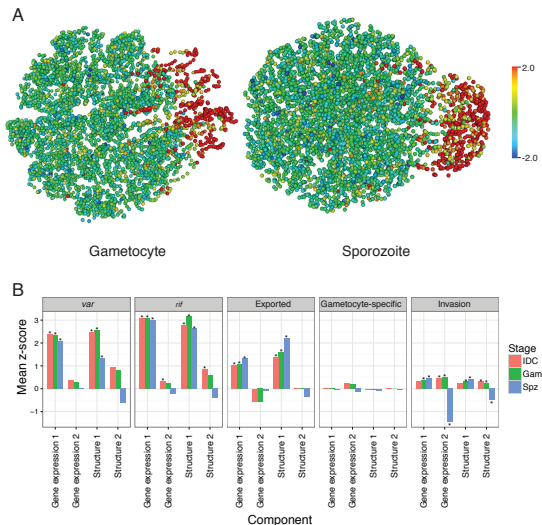 A
2.0
-2.0
Gametocyte
Sporozoite
B
var
rif
Exported
Gametocyte-specific
Invasion
Mean z-score
3
2
1
0
−1
Stage
IDC
Gam
Spz
Gene expression 1
Gene expression 2
Structure 1
Structure 2
Gene expression 1
Gene expression 2
Structure 1
Structure 2
Gene expression 1
Gene expression 2
Structure 1
Structure 2
Gene expression 1
Gene expression 2
Structure 1
Structure 2
Gene expression 1
Gene expression 2
Structure 1
Structure 2
Component